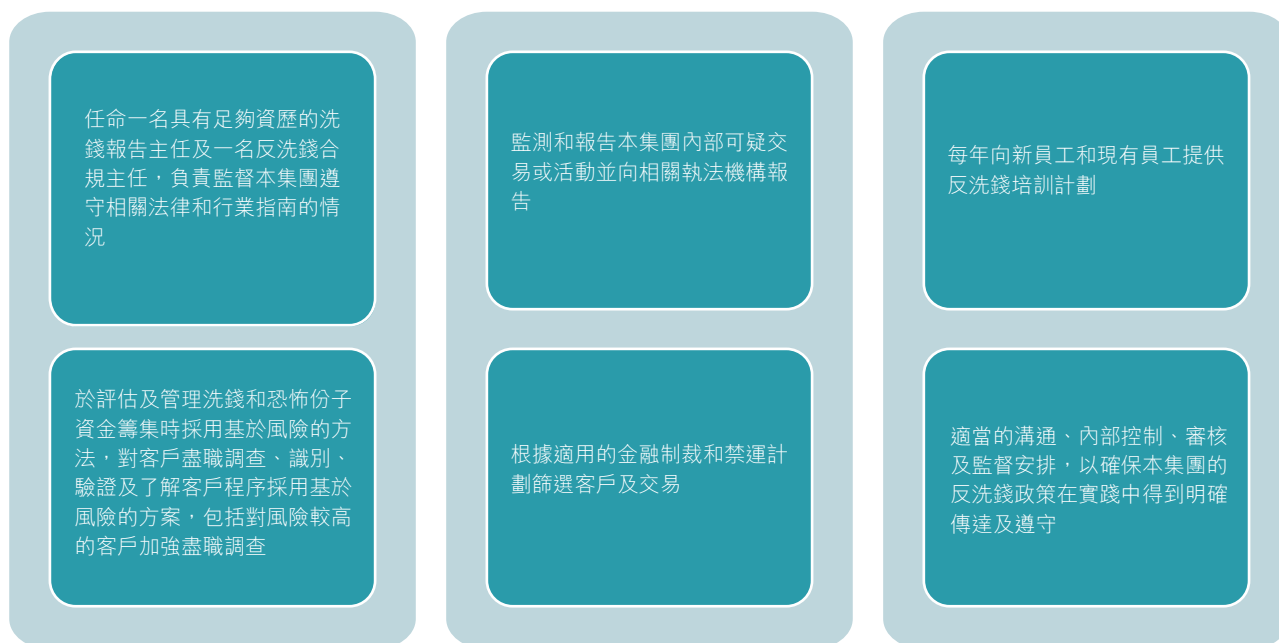 任命一名具有足夠資歷的洗
錢報告主任及一名反洗錢合
規主任，負責監督本集團遵
守相關法律和行業指南的情
況
於評估及管理洗錢和恐怖份子
資金籌集時採用基於風險的方
法，對客戶盡職調查、識別、
驗證及了解客戶程序採用基於
風險的方案，包括對風險較高
的客戶加強盡職調查
監測和報告本集團內部可疑交
易或活動並向相關執法機構報
告
根據適用的金融制裁和禁運計
劃篩選客戶及交易
每年向新員工和現有員工提供
反洗錢培訓計劃
適當的溝通、內部控制、審核
及監督安排，以確保本集團的
反洗錢政策在實踐中得到明確
傳達及遵守